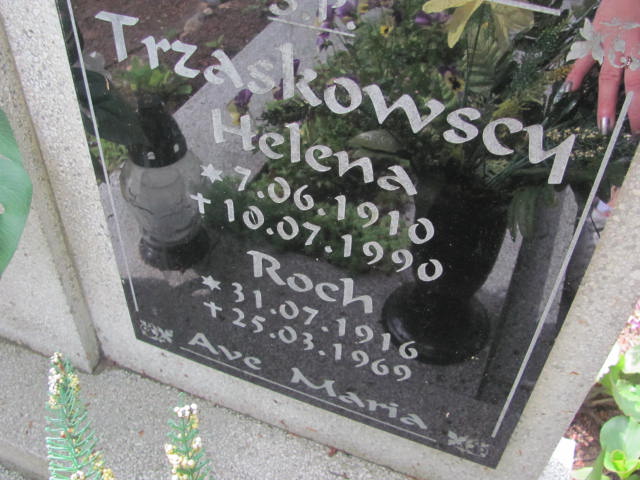 Ś.P.
Trzaskowscy
Helena
* 7.06.1910
+ 10.07.1990
Roch
* 31.07.1916
+ 25.03.1969
Ave Maria